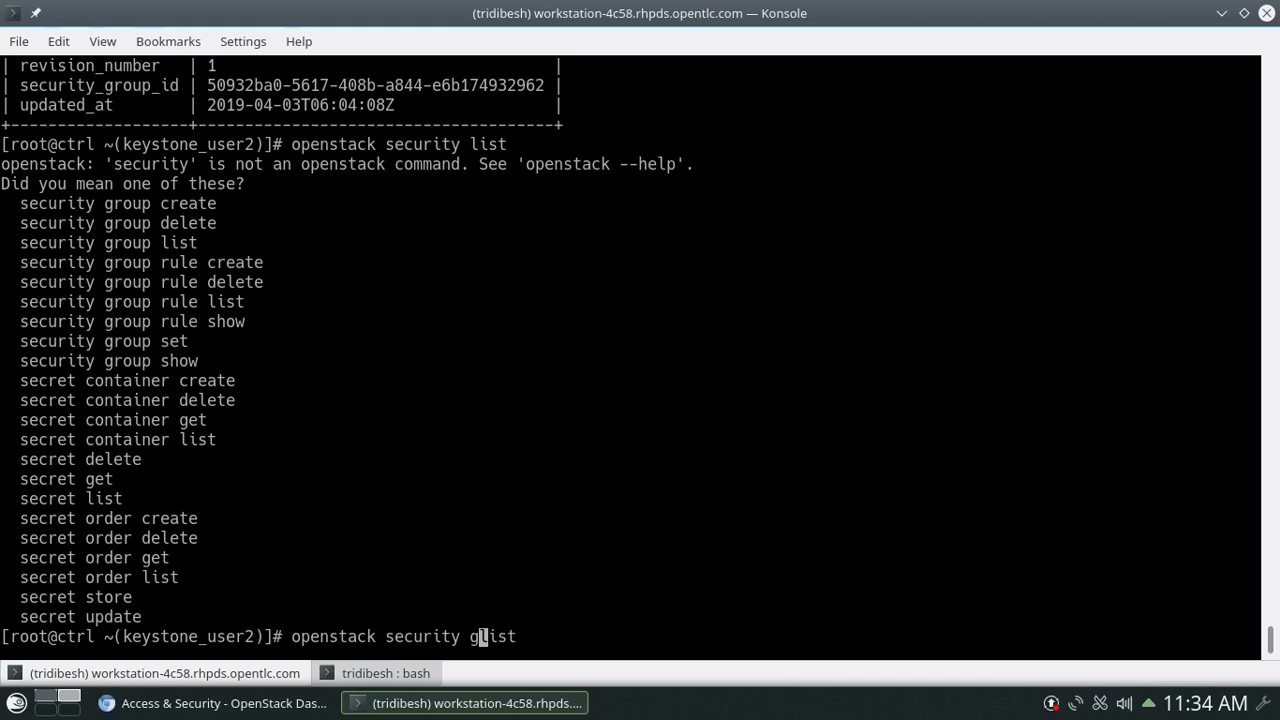 (tridibesh) workstation-4c58.rhpds.opentlc.com — Konsole
File Edit View Bookmarks Settings Help
| revision_number   | 1                                    |
| security_group_id | 50932ba0-5617-408b-a844-e6b174932962 |
| updated_at        | 2019-04-03T06:04:08Z                 |
+-------------------+--------------------------------------+
[root@ctrl ~(keystone_user2)]# openstack security list
openstack: 'security' is not an openstack command. See 'openstack --help'.
Did you mean one of these?
  security group create
  security group delete
  security group list
  security group rule create
  security group rule delete
  security group rule list
  security group rule show
  security group set
  security group show
  secret container create
  secret container delete
  secret container get
  secret container list
  secret delete
  secret get
  secret list
  secret order create
  secret order delete
  secret order get
  secret order list
  secret store
  secret update
[root@ctrl ~(keystone_user2)]# openstack security glist
(tridibesh) workstation-4c58.rhpds.opentlc.com tridibesh : bash
Access & Security - OpenStack Das... (tridibesh) workstation-4c58.rhpds.... 11:34 AM